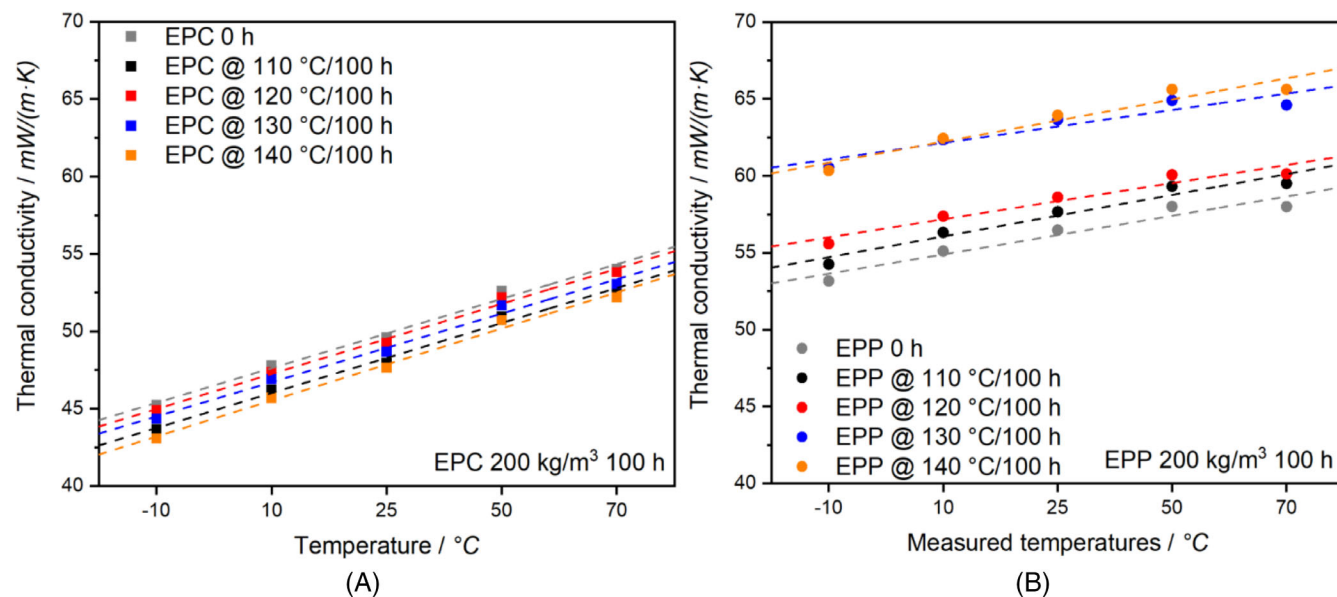 Thermal conductivity / mW/(m·K)
70
65
60
55
50
45
40
EPC 0 h
EPC @ 110 °C/100 h
EPC @ 120 °C/100 h
EPC @ 130 °C/100 h
EPC @ 140 °C/100 h
EPC 200 kg/m³ 100 h
-10 10 25 50 70
Temperature / °C
(A)
Thermal conductivity / mW/(m·K)
70
65
60
55
50
45
40
EPP 0 h
EPP @ 110 °C/100 h
EPP @ 120 °C/100 h
EPP @ 130 °C/100 h
EPP @ 140 °C/100 h
EPP 200 kg/m³ 100 h
-10 10 25 50 70
Measured temperatures / °C
(B)